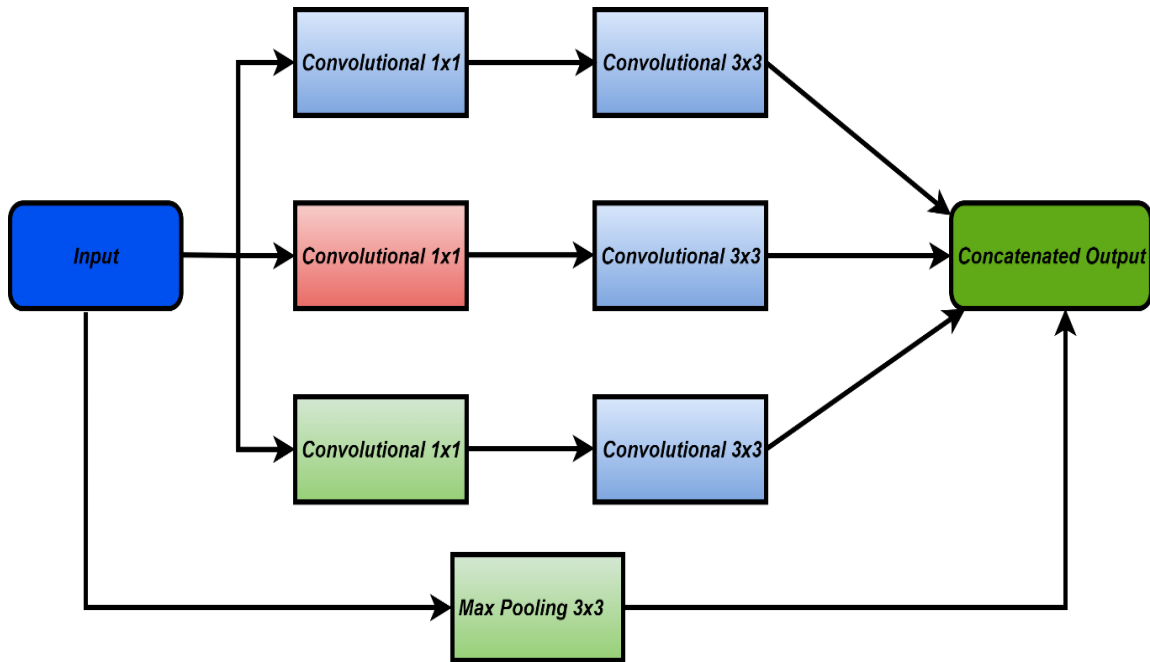 Convolutional 1x1
Convolutional 3x3
Input
Convolutional 1x1
Convolutional 3x3
Concatenated Output
Convolutional 1x1
Convolutional 3x3
Max Pooling 3x3